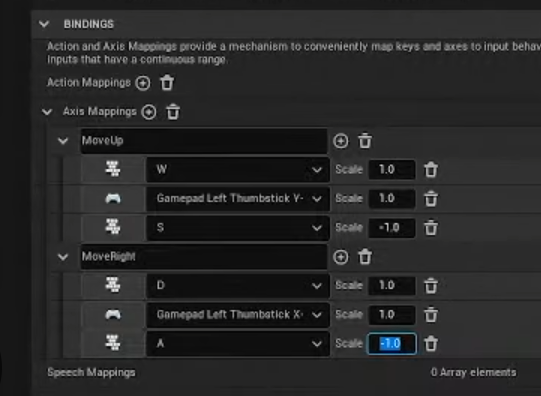 BINDINGS
Action and Axis Mappings provide a mechanism to conveniently map keys and axes to input behav
inputs that have a continuous range.
Action Mappings
Axis Mappings
MoveUp
W Scale 1.0
Gamepad Left Thumbstick Y- Scale 1.0
S Scale -1.0
MoveRight
D Scale 1.0
Gamepad Left Thumbstick X- Scale 1.0
A Scale -1.0
Speech Mappings 0 Array elements